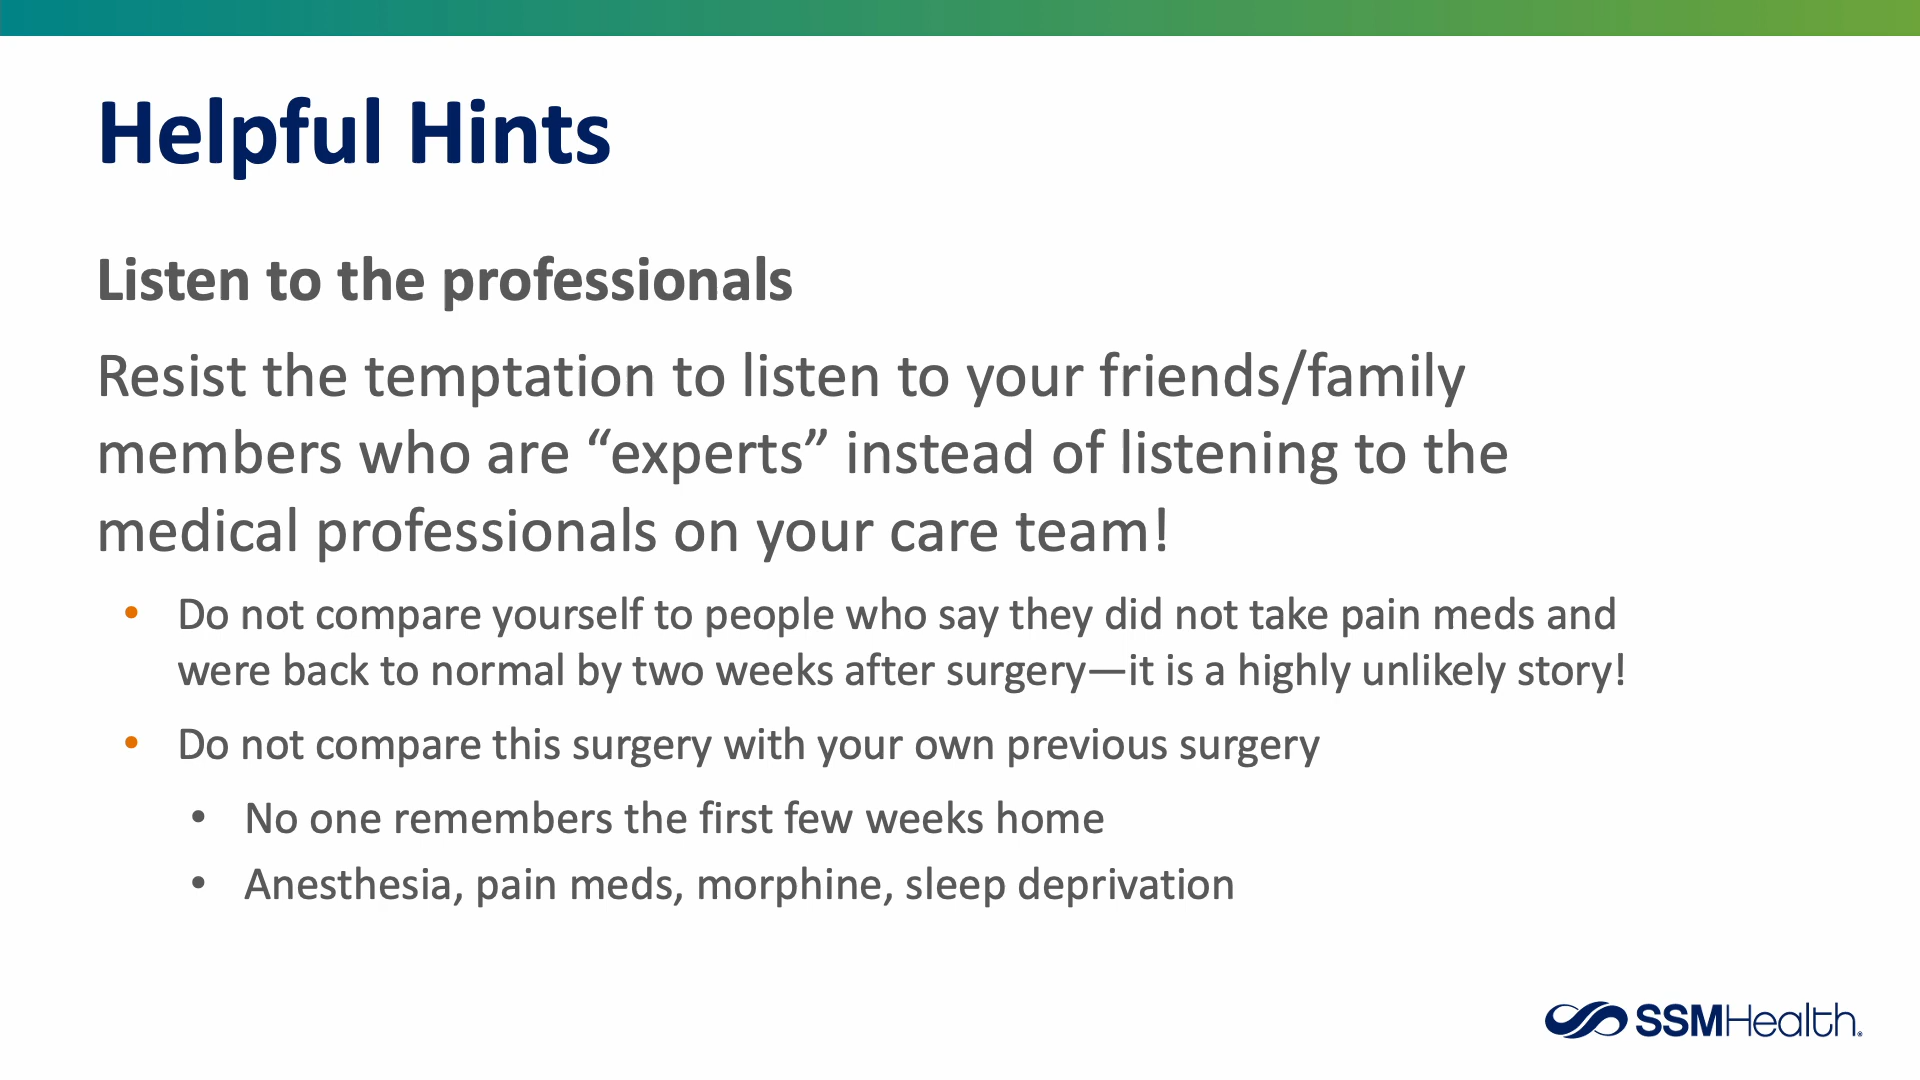 Helpful Hints
Listen to the professionals
Resist the temptation to listen to your friends/family
members who are “experts” instead of listening to the
medical professionals on your care team!
• Do not compare yourself to people who say they did not take pain meds and
were back to normal by two weeks after surgery—it is a highly unlikely story!
• Do not compare this surgery with your own previous surgery
• No one remembers the first few weeks home
• Anesthesia, pain meds, morphine, sleep deprivation
SSMHealth®